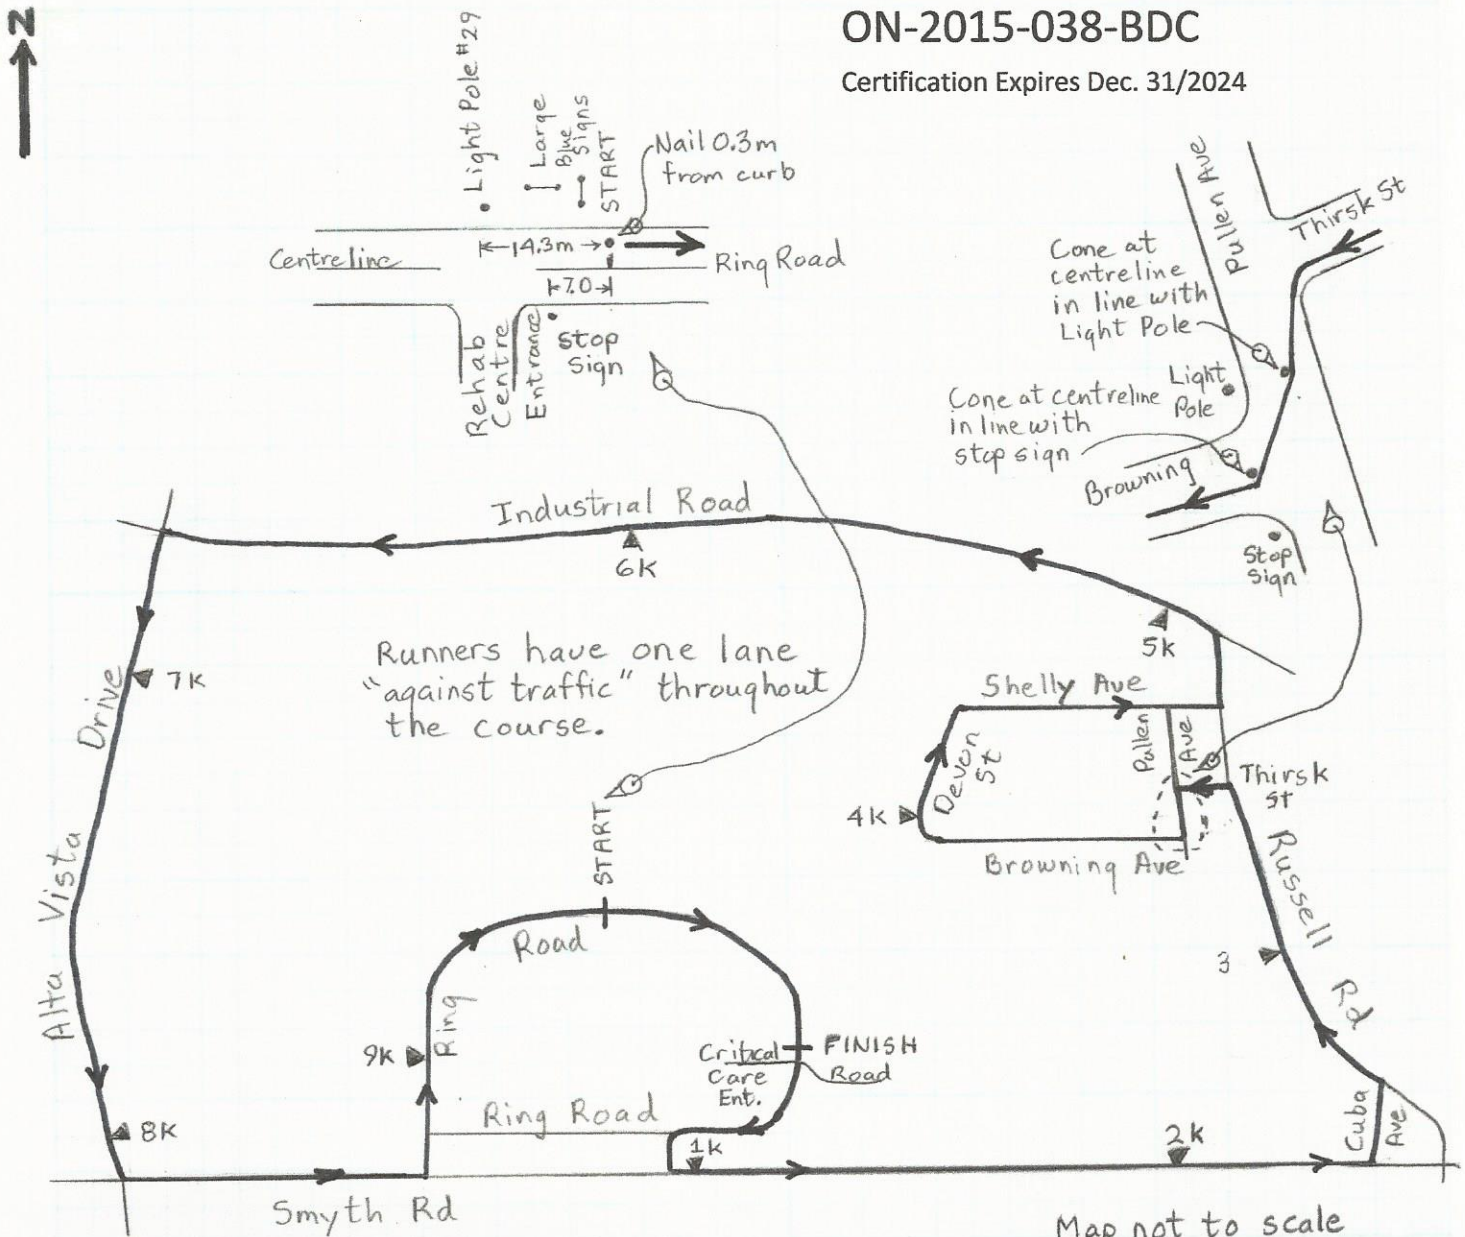 ON-2015-038-BDC
Certification Expires Dec. 31/2024
N
Light Pole #29
Large
Blue
Signs
START
Nail 0.3m
from curb
Centreline
14.3m
Ring Road
7.0
Rehab
Centre
Entrance
Stop
Sign
Pullen Ave
Thirsk St
Cone at
centreline
in line with
Light Pole
Light
Pole
Cone at centreline
in line with
stop sign
Browning
Stop
Sign
Industrial Road
6K
5K
Runners have one lane
"against traffic" throughout
the course.
7K
Alta Vista Drive
Shelly Ave
Devon
St
Pullen
Ave
Thirsk
St
4K
Browning Ave
Russell Rd
3
START
Ring Road
9K
Critical
Care
Ent.
FINISH
Road
Ring Road
1K
2K
Cuba
Ave
8K
Smyth Rd
Map not to scale